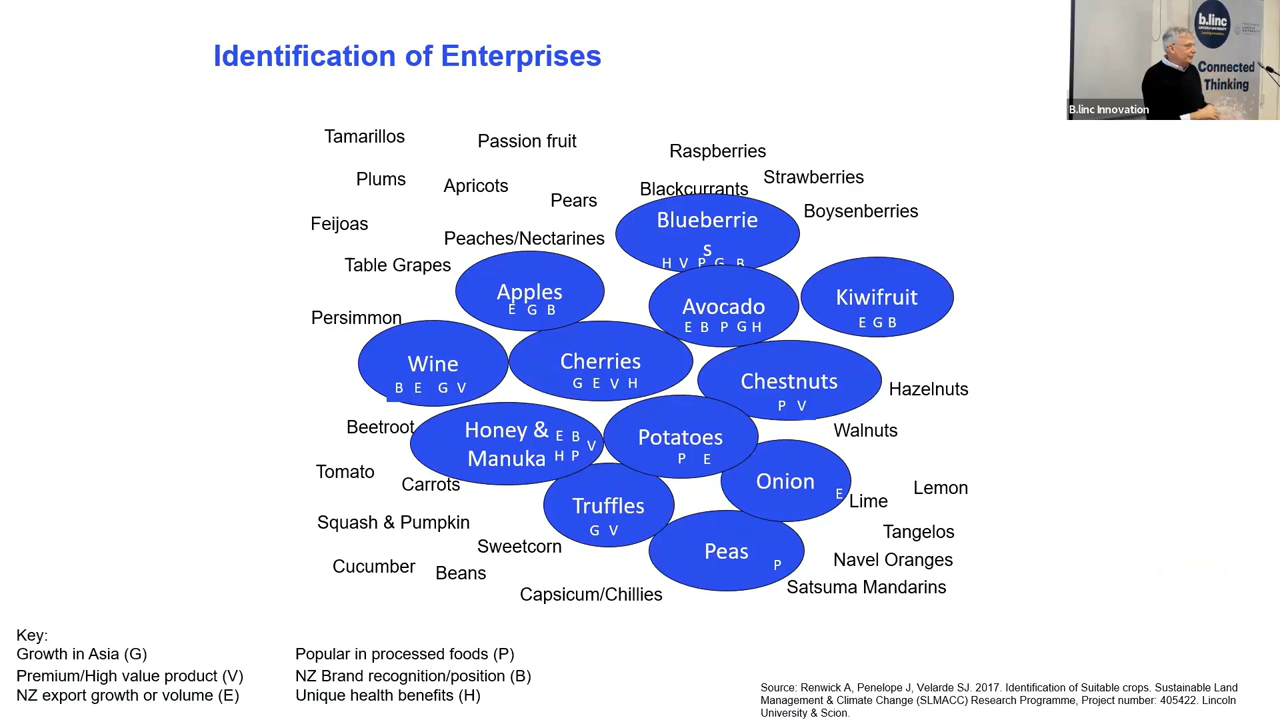 Identification of Enterprises
b.linc
Connected
Thinking
B.linc Innovation
Tamarillos
Passion fruit
Raspberries
Plums
Apricots
Strawberries
Pears
Blackcurrants
Boysenberries
Feijoas
Blueberrie
s
H V P G B
Peaches/Nectarines
Table Grapes
Apples
E G B
Avocado
E B P G H
Kiwifruit
E G B
Persimmon
Wine
B E G V
Cherries
G E V H
Chestnuts
P V
Hazelnuts
Beetroot
Honey & E B
Manuka H P V
Potatoes
P E
Walnuts
Tomato
Carrots
Truffles
G V
Onion
E
Lime
Lemon
Squash & Pumpkin
Sweetcorn
Peas
P
Tangelos
Navel Oranges
Cucumber
Beans
Capsicum/Chillies
Satsuma Mandarins
Key:
Growth in Asia (G)
Premium/High value product (V)
NZ export growth or volume (E)
Popular in processed foods (P)
NZ Brand recognition/position (B)
Unique health benefits (H)
Source: Renwick A, Penelope J, Velarde SJ. 2017. Identification of Suitable crops. Sustainable Land
Management & Climate Change (SLMACC) Research Programme, Project number: 405422. Lincoln
University & Scion.